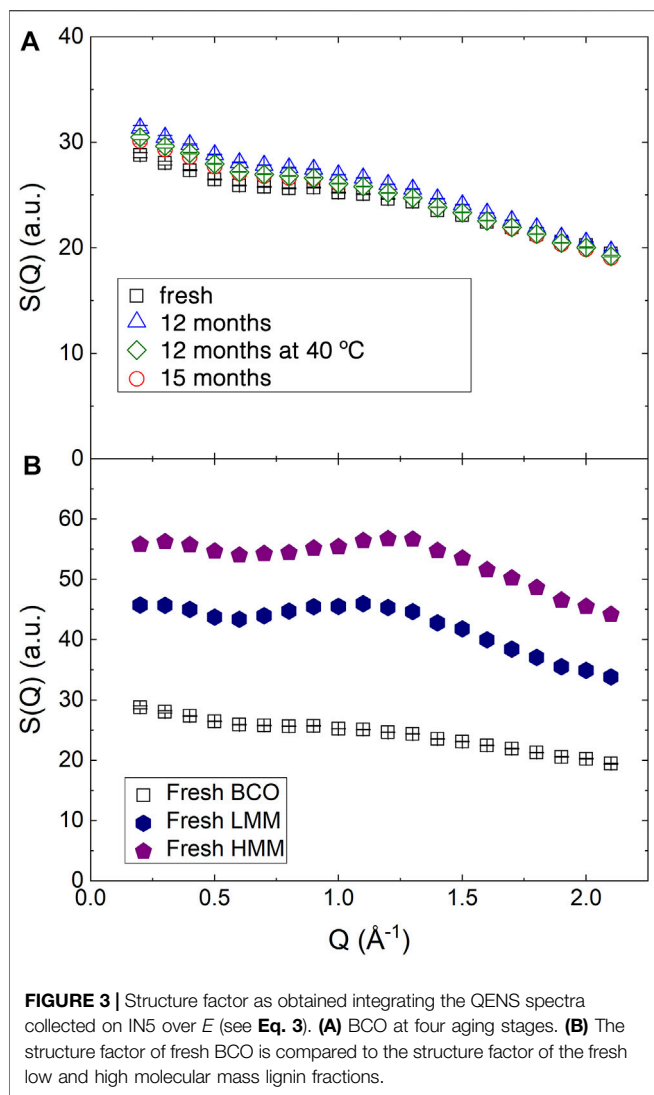 A
40
30
20
10
0
S(Q) (a.u.)
fresh
12 months
12 months at 40 ºC
15 months
B
60
50
40
30
20
10
0
S(Q) (a.u.)
Fresh BCO
Fresh LMM
Fresh HMM
0.0 0.5 1.0 1.5 2.0
Q (Å⁻¹)
FIGURE 3 | Structure factor as obtained integrating the QENS spectra
collected on IN5 over E (see Eq. 3). (A) BCO at four aging stages. (B) The
structure factor of fresh BCO is compared to the structure factor of the fresh
low and high molecular mass lignin fractions.